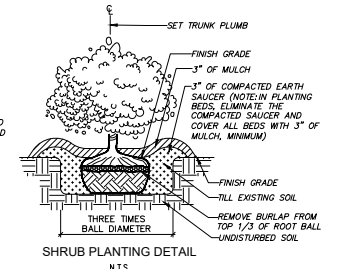 ℄
SET TRUNK PLUMB
FINISH GRADE
3" OF MULCH
3" OF COMPACTED EARTH
SAUCER (NOTE: IN PLANTING
BEDS, ELIMINATE THE
COMPACTED SAUCER AND
COVER ALL BEDS WITH 3" OF
MULCH, MINIMUM)
FINISH GRADE
TILL EXISTING SOIL
REMOVE BURLAP FROM
TOP 1/3 OF ROOT BALL
UNDISTURBED SOIL
THREE TIMES
BALL DIAMETER
SHRUB PLANTING DETAIL
N.T.S.